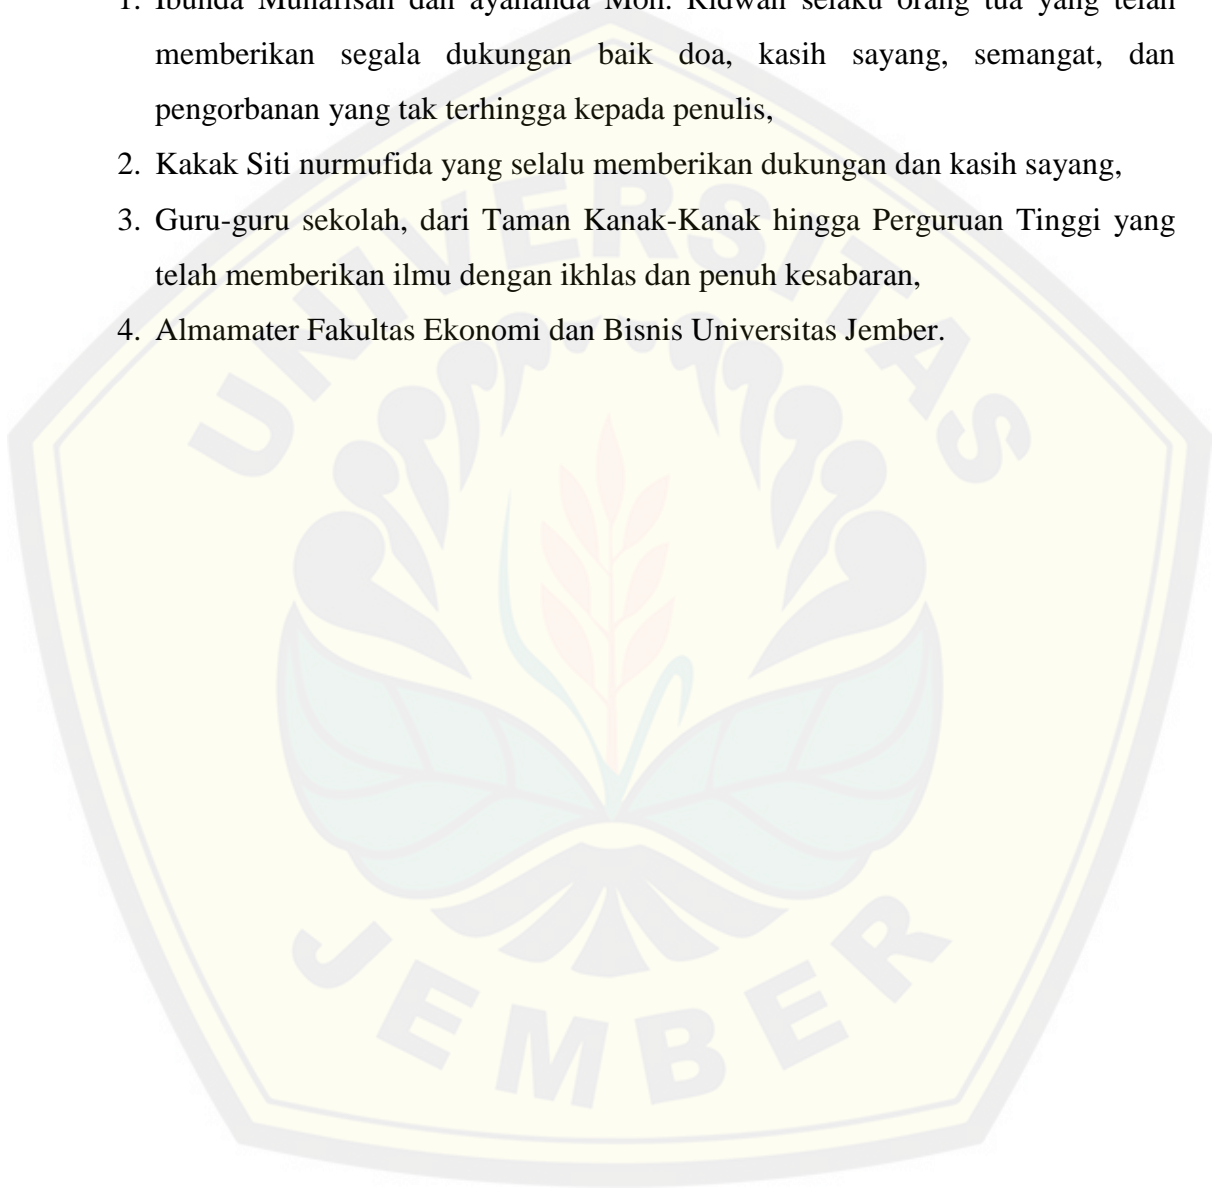 1. Ibunda Munafisah dan ayahanda Moh. Ridwan selaku orang tua yang telah
memberikan segala dukungan baik doa, kasih sayang, semangat, dan
pengorbanan yang tak terhingga kepada penulis,
2. Kakak Siti nurmufida yang selalu memberikan dukungan dan kasih sayang,
3. Guru-guru sekolah, dari Taman Kanak-Kanak hingga Perguruan Tinggi yang
telah memberikan ilmu dengan ikhlas dan penuh kesabaran,
4. Almamater Fakultas Ekonomi dan Bisnis Universitas Jember.
UNIVERSITAS
JEMBER